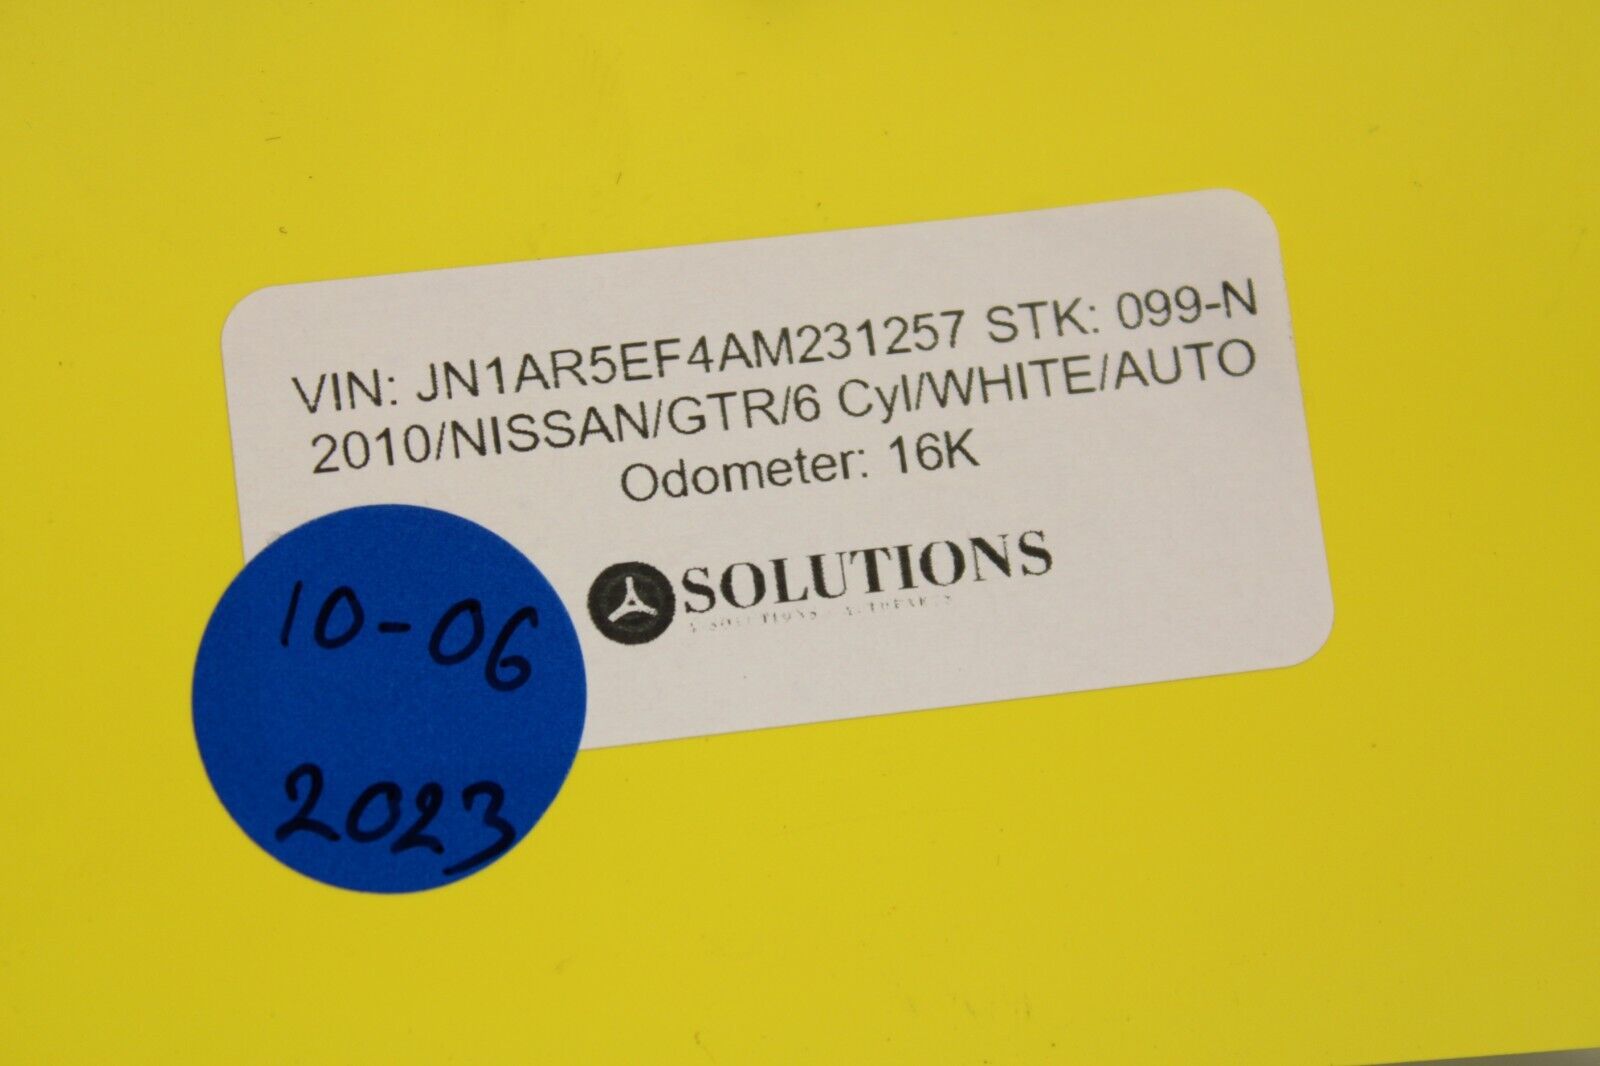 VIN: JN1AR5EF4AM231257 STK: 099-N
2010/NISSAN/GTR/6 Cyl/WHITE/AUTO
Odometer: 16K
SOLUTIONS
10-06
2023